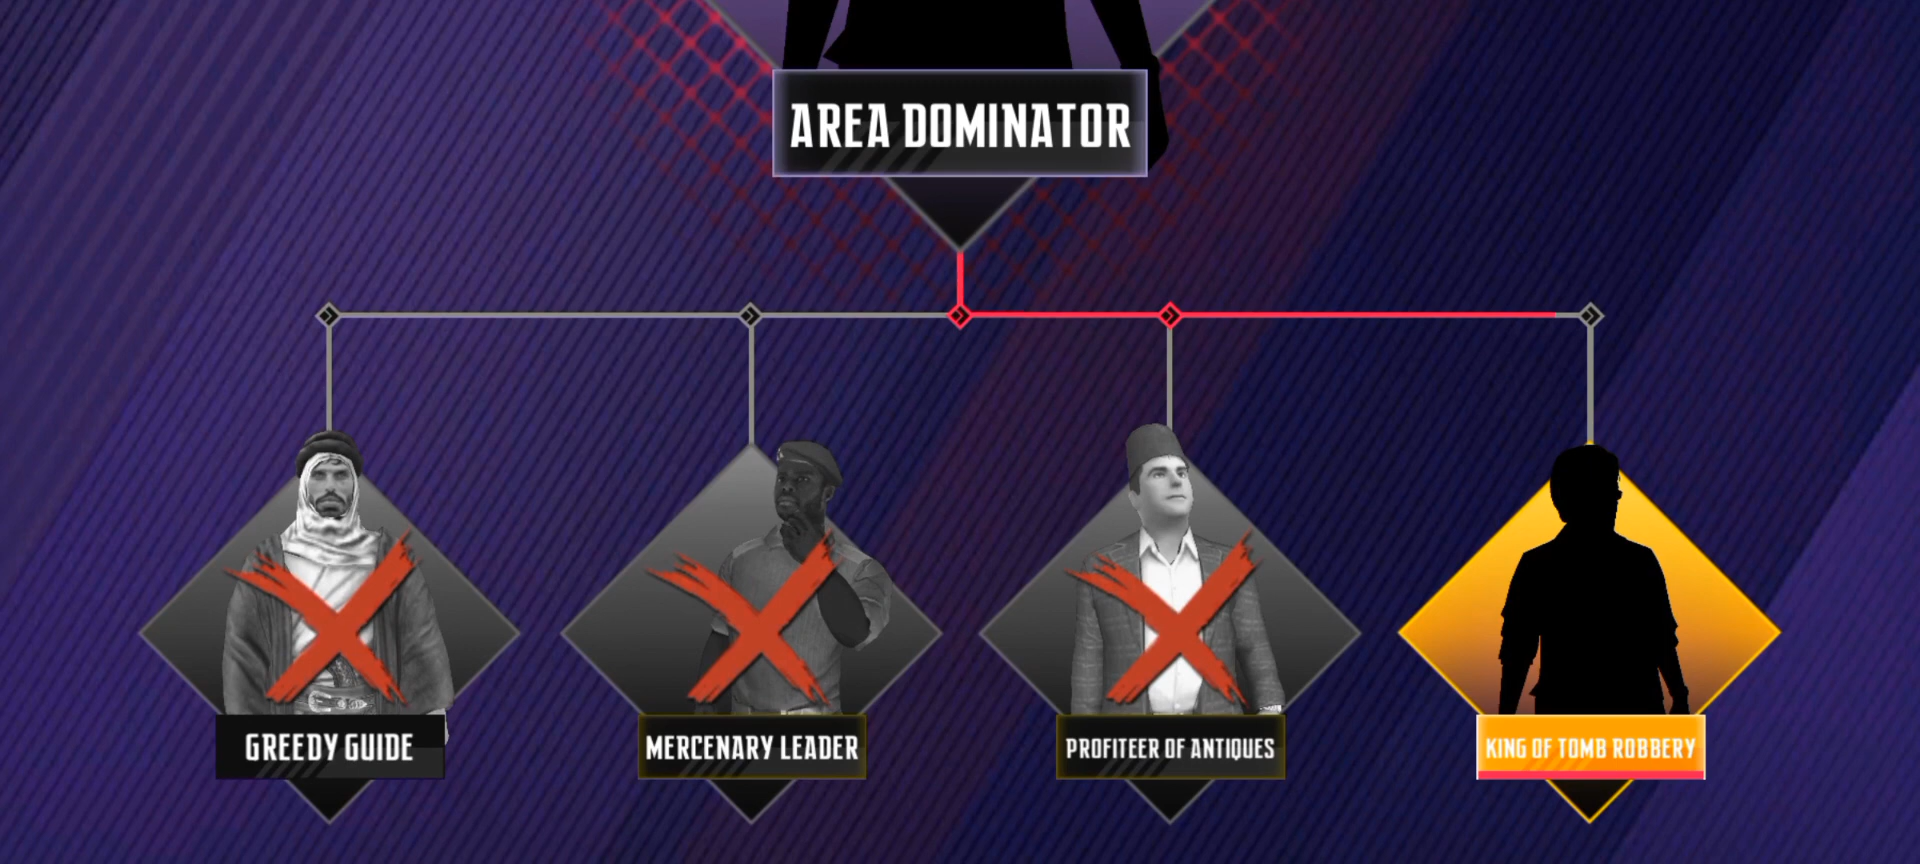 AREA DOMINATOR
GREEDY GUIDE
MERCENARY LEADER
PROFITEER OF ANTIQUES
KING OF TOMB ROBBERY